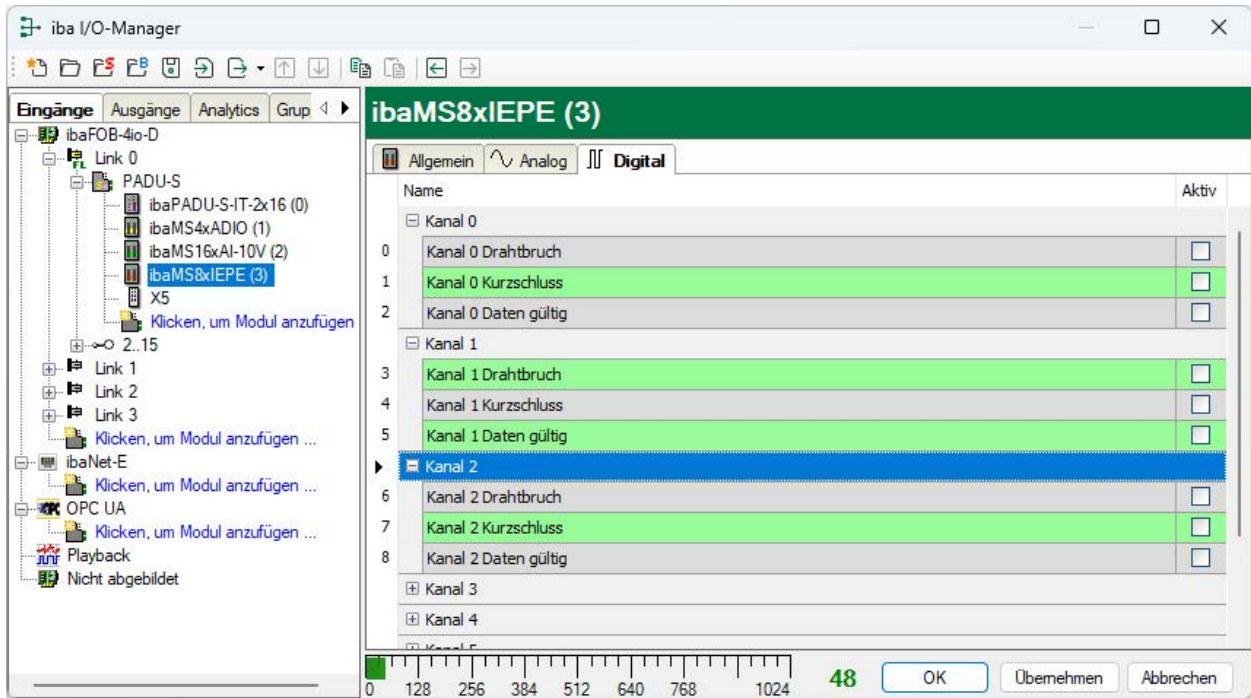 iba I/O-Manager
Eingänge Ausgänge Analytics Grup
ibaFOB-4io-D
Link 0
PADU-S
ibaPADU-S-IT-2x16 (0)
ibaMS4xADIO (1)
ibaMS16xAI-10V (2)
ibaMS8xIEPE (3)
X5
Klicken, um Modul anzufügen
2..15
Link 1
Link 2
Link 3
Klicken, um Modul anzufügen ...
ibaNet-E
Klicken, um Modul anzufügen ...
OPC UA
Klicken, um Modul anzufügen ...
Playback
Nicht abgebildet
ibaMS8xIEPE (3)
Allgemein Analog Digital
Name Aktiv
Kanal 0
0 Kanal 0 Drahtbruch
1 Kanal 0 Kurzschluss
2 Kanal 0 Daten gültig
Kanal 1
3 Kanal 1 Drahtbruch
4 Kanal 1 Kurzschluss
5 Kanal 1 Daten gültig
Kanal 2
6 Kanal 2 Drahtbruch
7 Kanal 2 Kurzschluss
8 Kanal 2 Daten gültig
Kanal 3
Kanal 4
0 128 256 384 512 640 768 1024
48 OK Übernehmen Abbrechen